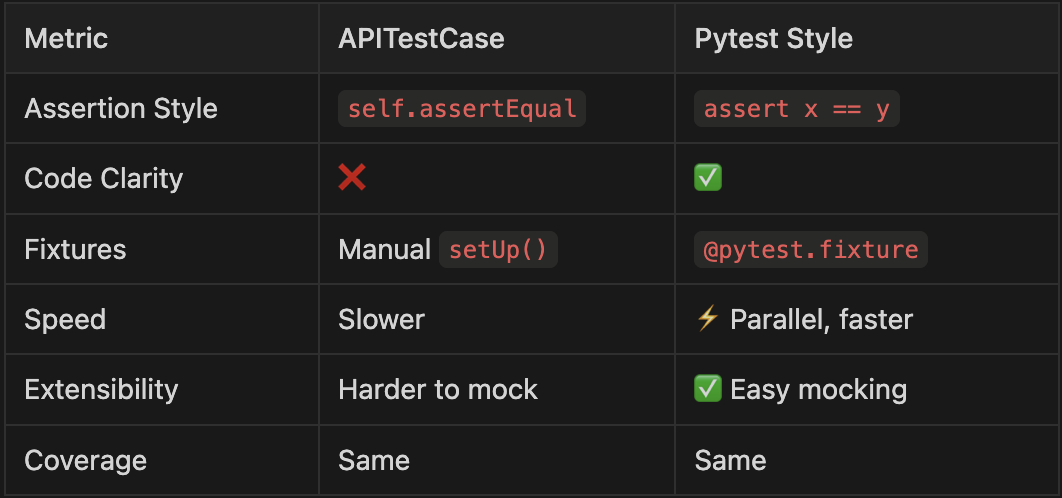 Metric APITestCase Pytest Style
Assertion Style self.assertEqual assert x == y
Code Clarity ❌ ✅
Fixtures Manual setUp() @pytest.fixture
Speed Slower ⚡ Parallel, faster
Extensibility Harder to mock ✅ Easy mocking
Coverage Same Same